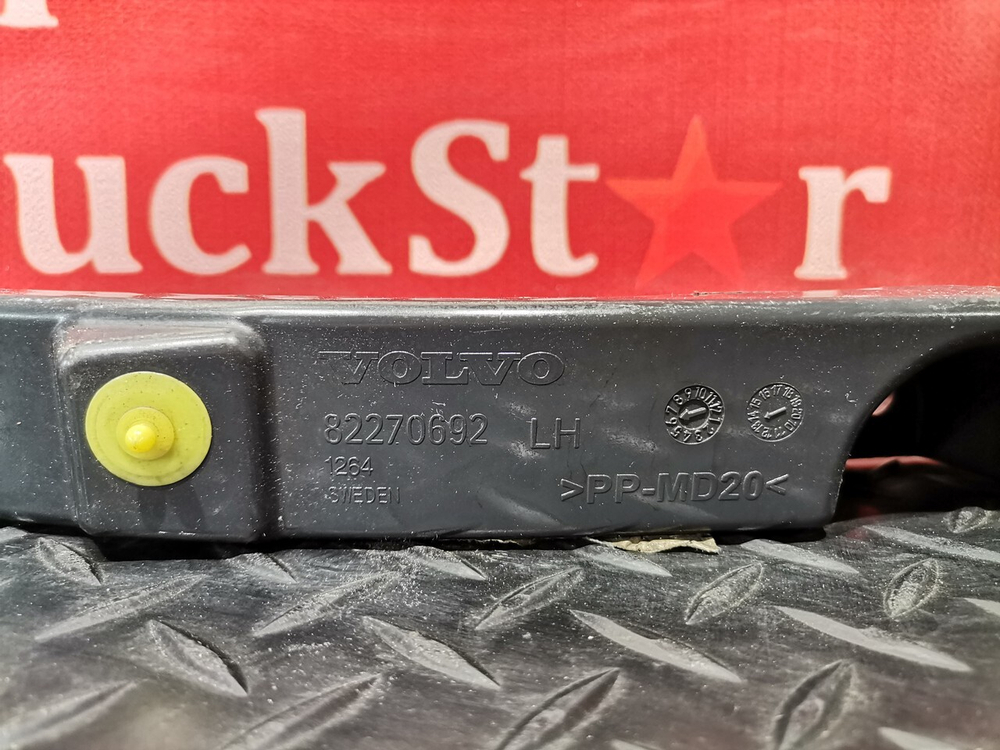 uckSt★r
VOLVO
82270692 LH
1264
SWEDEN
>PP-MD20<